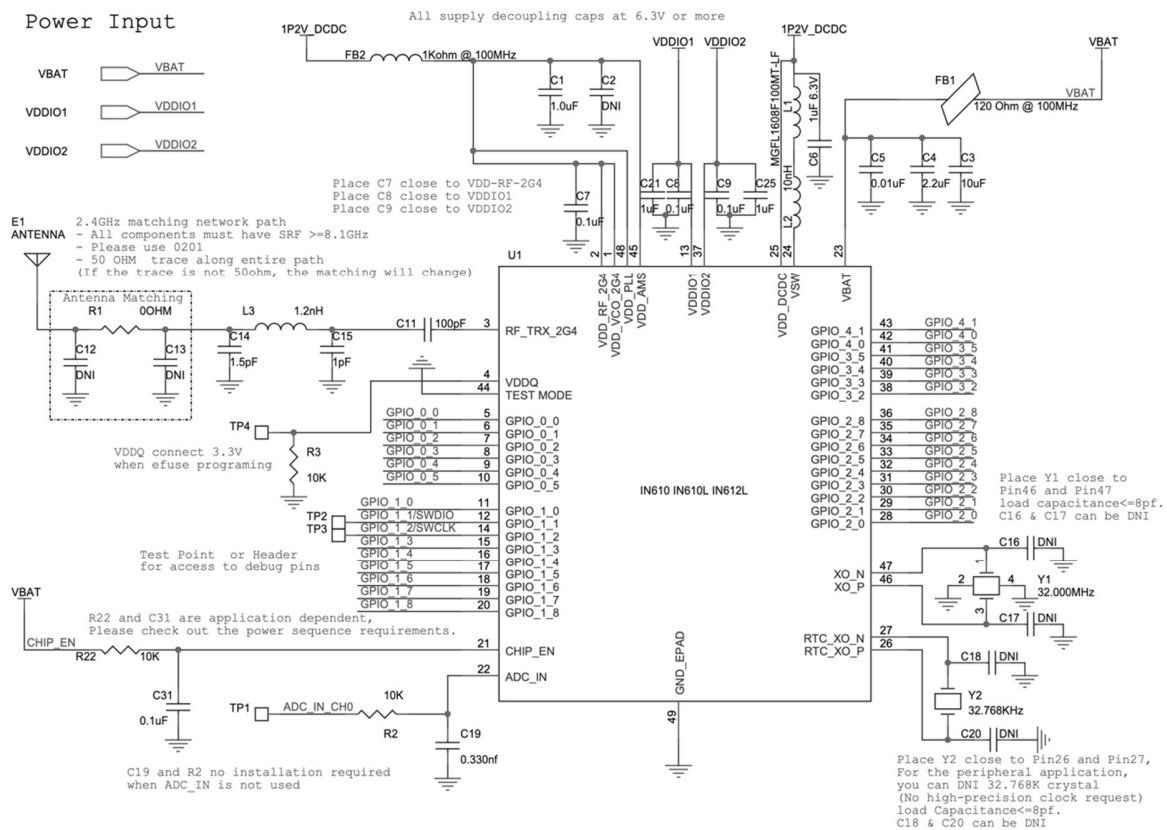 Power Input
All supply decoupling caps at 6.3V or more
VBAT
VBAT
VDDIO1
VDDIO1
VDDIO2
VDDIO2
1P2V_DCDC
FB2
1Kohm @ 100MHz
C1
1.0uF
C2
DNI
VDDIO1
VDDIO2
1P2V_DCDC
MGFL1608F100MT-LF
L1
1uF 6.3V
C6
10nH
L2
VBAT
FB1
VBAT
120 Ohm @ 100MHz
C5
0.01uF
C4
2.2uF
C3
10uF
Place C7 close to VDD-RF-2G4
Place C8 close to VDDIO1
Place C9 close to VDDIO2
C7
0.1uF
C21
1uF
C8
0.1uF
C9
0.1uF
C25
1uF
E1
ANTENNA
2.4GHz matching network path
- All components must have SRF >=8.1GHz
- Please use 0201
- 50 OHM  trace along entire path
(If the trace is not 50ohm, the matching will change)
Antenna Matching
R1
0OHM
C12
DNI
C13
DNI
L3
1.2nH
C14
1.5pF
C15
1pF
C11
100pF
U1
2
1
48
45
13
37
25
24
23
VDD_RF_2G4
VDD_VCO_2G4
VDD_PLL
VDD_AMS
VDDIO1
VDDIO2
VDD_DCDC
VSW
VBAT
3
RF_TRX_2G4
4
VDDQ
44
TEST MODE
TP4
R3
10K
VDDQ connect 3.3V
when efuse programing
GPIO_0_0 5 GPIO_0_0
GPIO_0_1 6 GPIO_0_1
GPIO_0_2 7 GPIO_0_2
GPIO_0_3 8 GPIO_0_3
GPIO_0_4 9 GPIO_0_4
GPIO_0_5 10 GPIO_0_5
GPIO_1_0 11 GPIO_1_0
TP2 GPIO_1_1/SWDIO 12 GPIO_1_1
TP3 GPIO_1_2/SWCLK 14 GPIO_1_2
GPIO_1_3 15 GPIO_1_3
GPIO_1_4 16 GPIO_1_4
GPIO_1_5 17 GPIO_1_5
GPIO_1_6 18 GPIO_1_6
GPIO_1_7 19 GPIO_1_7
GPIO_1_8 20 GPIO_1_8
Test Point  or Header
for access to debug pins
IN610 IN610L IN612L
GPIO_4_1 43 GPIO_4_1
GPIO_4_0 42 GPIO_4_0
GPIO_3_5 41 GPIO_3_5
GPIO_3_4 40 GPIO_3_4
GPIO_3_3 39 GPIO_3_3
GPIO_3_2 38 GPIO_3_2
GPIO_2_8 36 GPIO_2_8
GPIO_2_7 35 GPIO_2_7
GPIO_2_6 34 GPIO_2_6
GPIO_2_5 33 GPIO_2_5
GPIO_2_4 32 GPIO_2_4
GPIO_2_3 31 GPIO_2_3
GPIO_2_2 30 GPIO_2_2
GPIO_2_1 29 GPIO_2_1
GPIO_2_0 28 GPIO_2_0
Place Y1 close to
Pin46 and Pin47
load capacitance<=8pf.
C16 & C17 can be DNI
XO_N 47
XO_P 46
C16
DNI
1
2
4
3
Y1
32.000MHz
C17
DNI
RTC_XO_N 27
RTC_XO_P 26
C18
DNI
Y2
32.768KHz
C20
DNI
Place Y2 close to Pin26 and Pin27,
For the peripheral application,
you can DNI 32.768K crystal
(No high-precision clock request)
load Capacitance<=8pf.
C18 & C20 can be DNI
VBAT
R22 and C31 are application dependent,
Please check out the power sequence requirements.
CHIP_EN
R22
10K
21
CHIP_EN
22
ADC_IN
C31
0.1uF
TP1
ADC_IN_CH0
10K
R2
C19
0.330nf
C19 and R2 no installation required
when ADC_IN is not used
GND_EPAD
49